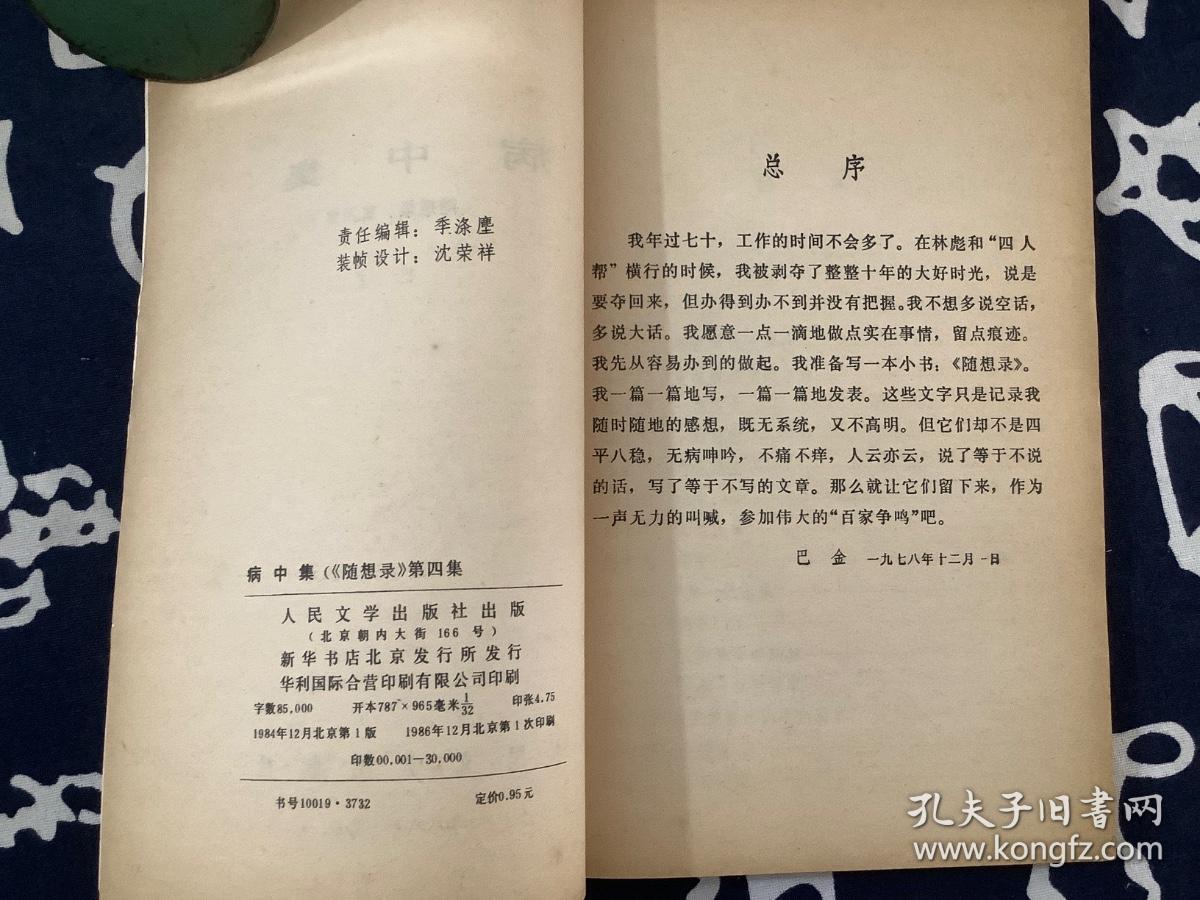 责任编辑：季涤塵
装帧设计：沈荣祥
病中集（《随想录》第四集
人民文学出版社出版
（北京朝内大街 166 号）
新华书店北京发行所发行
华利国际合营印刷有限公司印刷
字数85,000 开本787×965毫米1/32 印张4.75
1984年12月北京第1版 1986年12月北京第1次印刷
印数00,001—30,000
书号10019·3732 定价0.95元
总序
我年过七十，工作的时间不会多了。在林彪和“四人
帮”横行的时候，我被剥夺了整整十年的大好时光，说是
要夺回来，但办得到办不到并没有把握。我不想多说空话，
多说大话。我愿意一点一滴地做点实在事情，留点痕迹。
我先从容易办到的做起。我准备写一本小书：《随想录》。
我一篇一篇地写，一篇一篇地发表。这些文字只是记录我
随时随地的感想，既无系统，又不高明。但它们却不是四
平八稳，无病呻吟，不痛不痒，人云亦云，说了等于不说
的话，写了等于不写的文章。那么就让它们留下来，作为
一声无力的叫喊，参加伟大的“百家争鸣”吧。
巴金 一九七八年十二月一日
孔夫子旧书网
www.kongfz.com